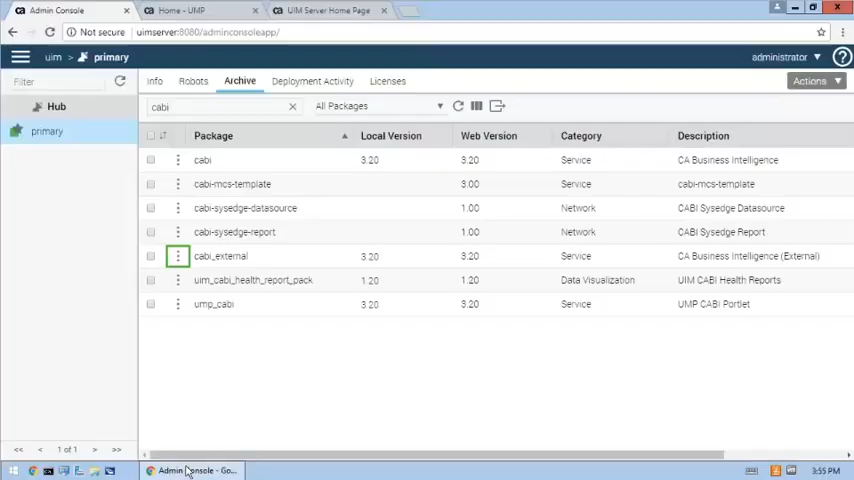 Admin Console
Home - UMP
UIM Server Home Page
Not secure | uimserver:8080/adminconsoleapp/
uim > primary
administrator
?
Filter
Info Robots Archive Deployment Activity Licenses
Actions
Hub
cabi
All Packages
primary
Package Local Version Web Version Category Description
cabi 3.20 3.20 Service CA Business Intelligence
cabi-mcs-template 3.00 Service cabi-mcs-template
cabi-sysedge-datasource 1.00 Network CABI Sysedge Datasource
cabi-sysedge-report 1.00 Network CABI Sysedge Report
cabi_external 3.20 3.20 Service CA Business Intelligence (External)
uim_cabi_health_report_pack 1.20 1.20 Data Visualization UIM CABI Health Reports
ump_cabi 3.20 3.20 Service UMP CABI Portlet
<< < 1 of 1 > >>
Admin Console - Go...
3:55 PM